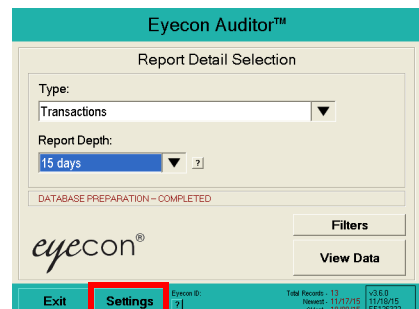 Eyecon Auditor™
Report Detail Selection
Type:
Transactions
Report Depth:
15 days
?
DATABASE PREPARATION – COMPLETED
Filters
eyecon®
View Data
Exit
Settings
Eyecon ID:
?
Total Records - 13
Newest - 11/17/15
v3.6.0
11/18/15